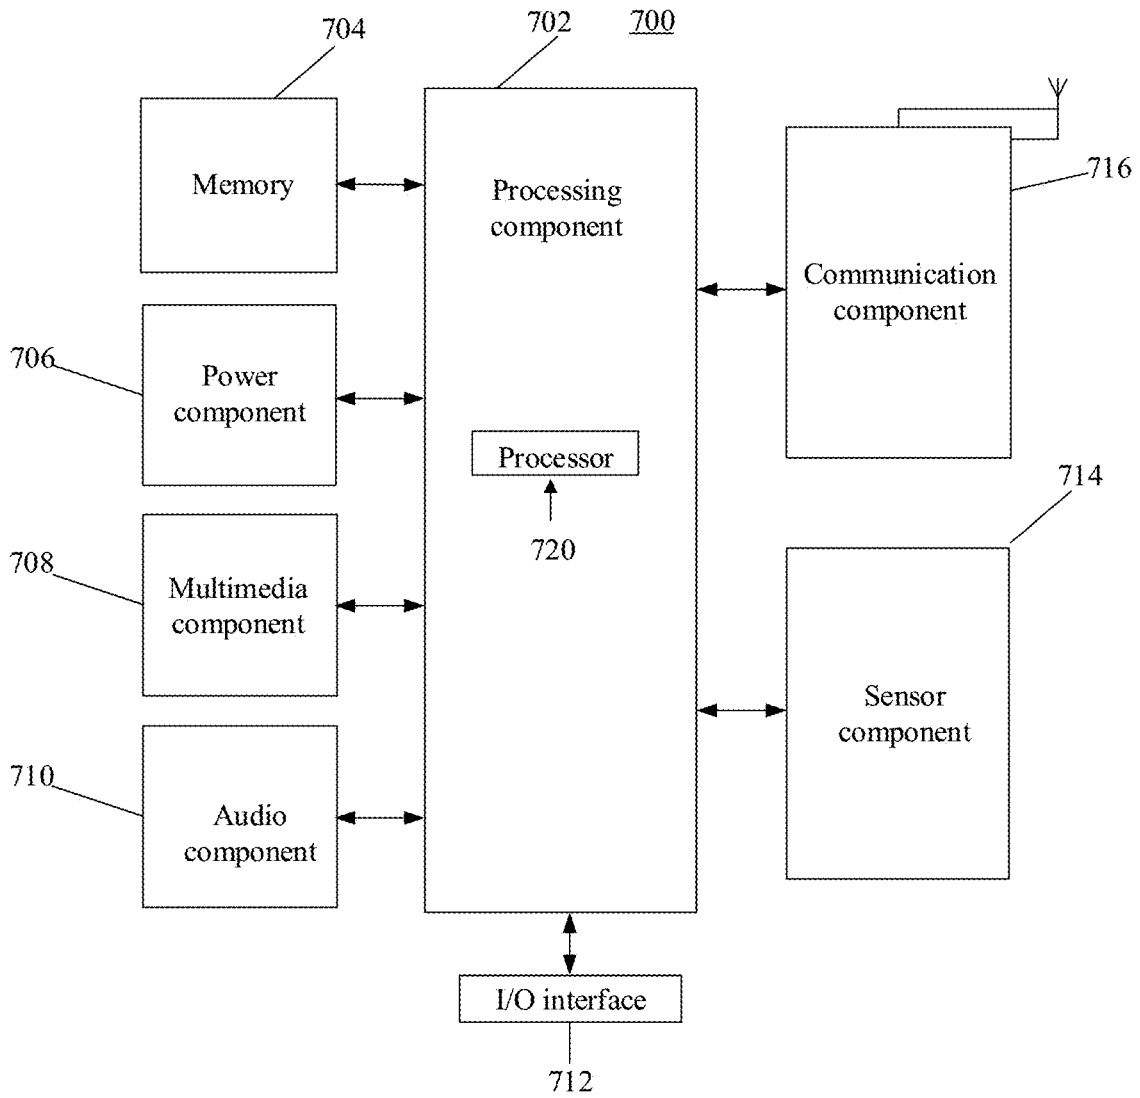 704
702
700
Memory
Processing
component
716
Communication
component
706
Power
component
Processor
720
714
708
Multimedia
component
Sensor
component
710
Audio
component
I/O interface
712